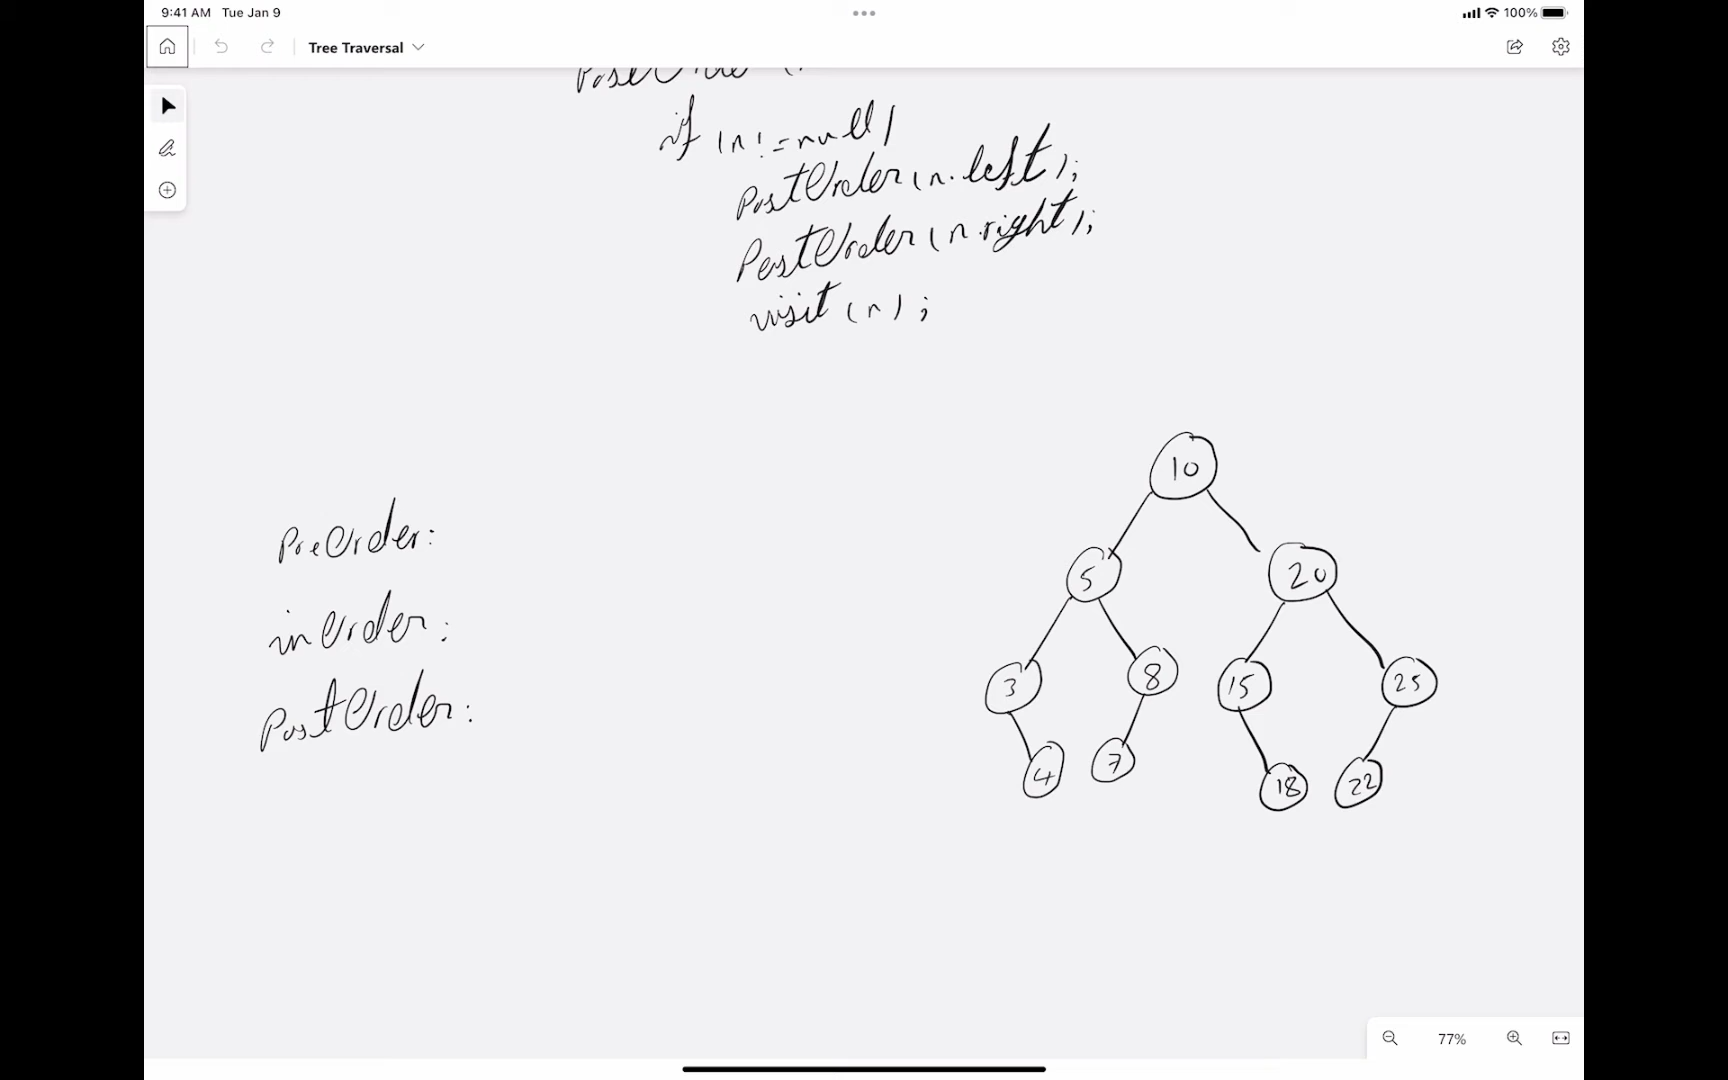 9:41 AM Tue Jan 9
100%
Tree Traversal
if (n!=null)
PostOrder(n.left);
PostOrder(n.right);
visit(n);
10
PreOrder:
5 20
inOrder:
3 8 15 25
PostOrder:
4 7 18 22
77%